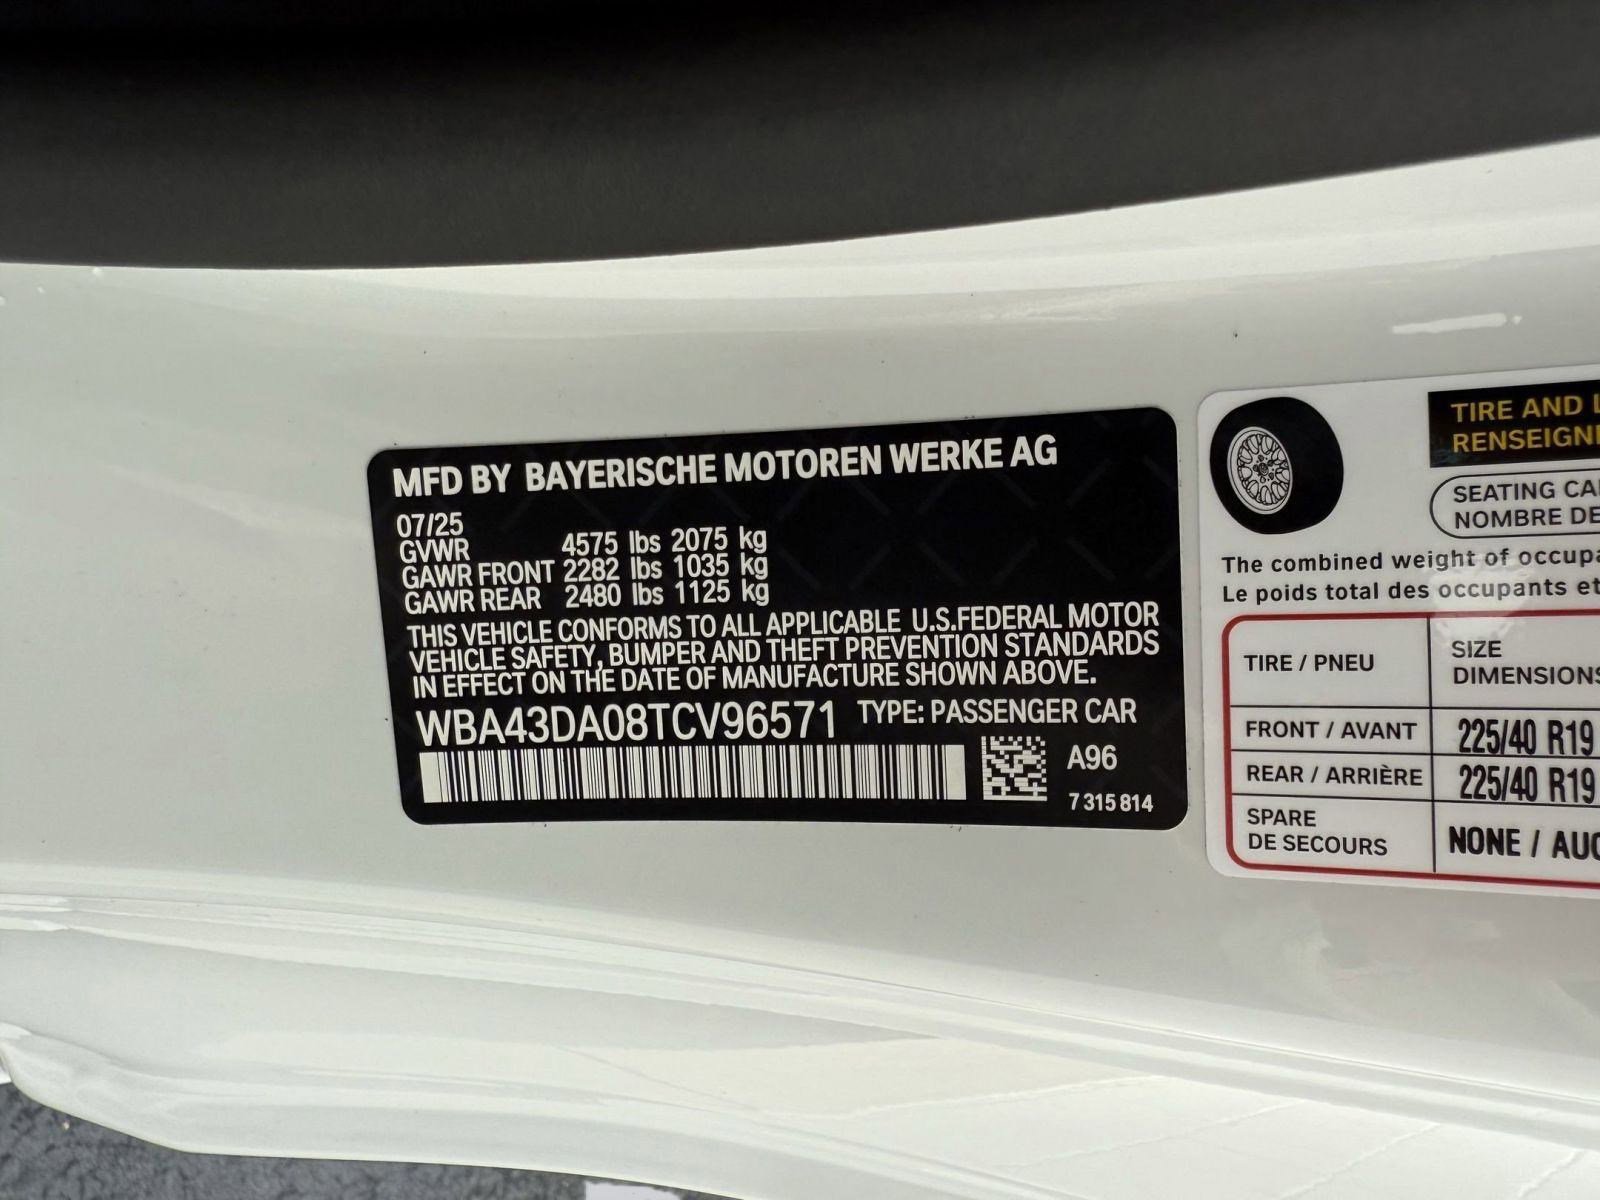 MFD BY BAYERISCHE MOTOREN WERKE AG
07/25
GVWR 4575 lbs 2075 kg
GAWR FRONT 2282 lbs 1035 kg
GAWR REAR 2480 lbs 1125 kg
THIS VEHICLE CONFORMS TO ALL APPLICABLE U.S.FEDERAL MOTOR
VEHICLE SAFETY, BUMPER AND THEFT PREVENTION STANDARDS
IN EFFECT ON THE DATE OF MANUFACTURE SHOWN ABOVE.
WBA43DA08TCV96571 TYPE: PASSENGER CAR
A96
7 315 814
TIRE AND
RENSEIGN
SEATING CA
NOMBRE DE
The combined weight of occupa
Le poids total des occupants et
TIRE / PNEU
SIZE
DIMENSIONS
FRONT / AVANT 225/40 R19
REAR / ARRIÈRE 225/40 R19
SPARE
DE SECOURS
NONE / AUC